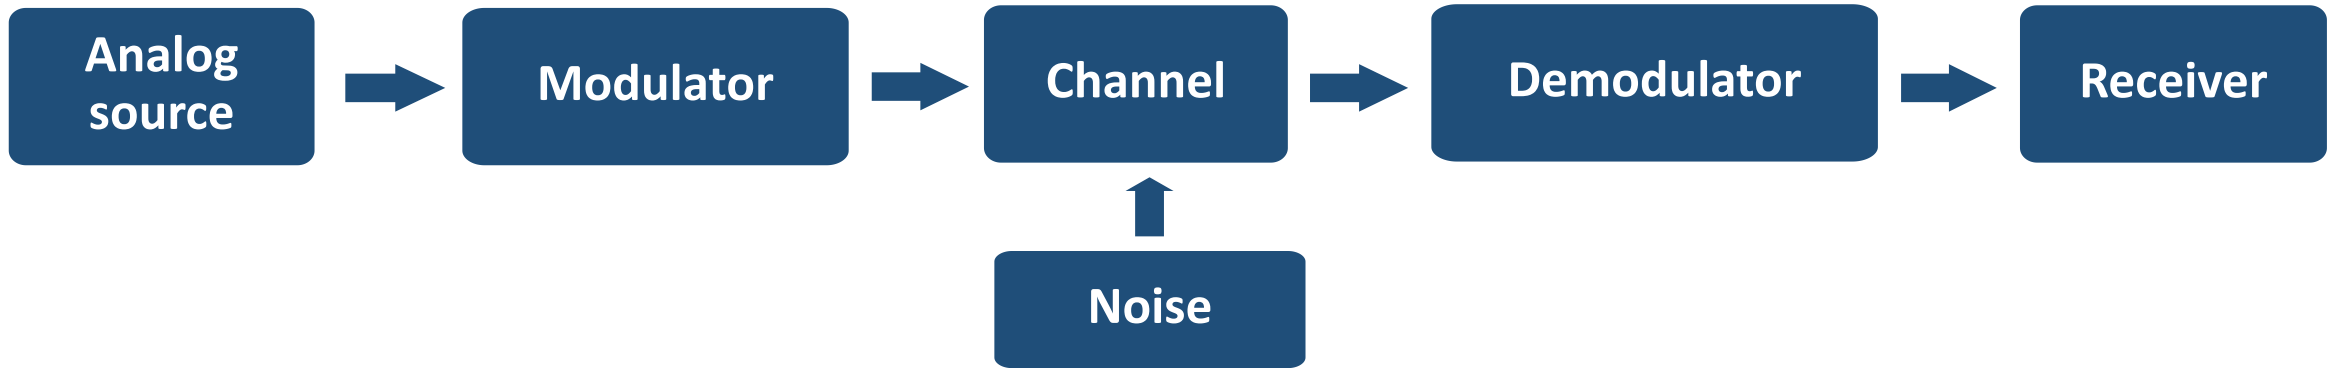 Analog
source
Modulator
Channel
Demodulator
Receiver
Noise